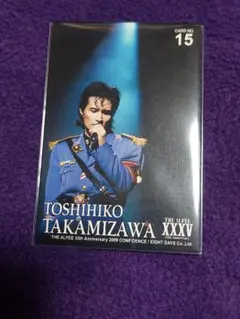 CARD NO
15
TOSHIHIKO
TAKAMIZAWA
THE ALFEE
XXXV
THE ALFEE 35th Anniversary 2009 CONFIDENCE / EIGHT DAYS Co.,Ltd